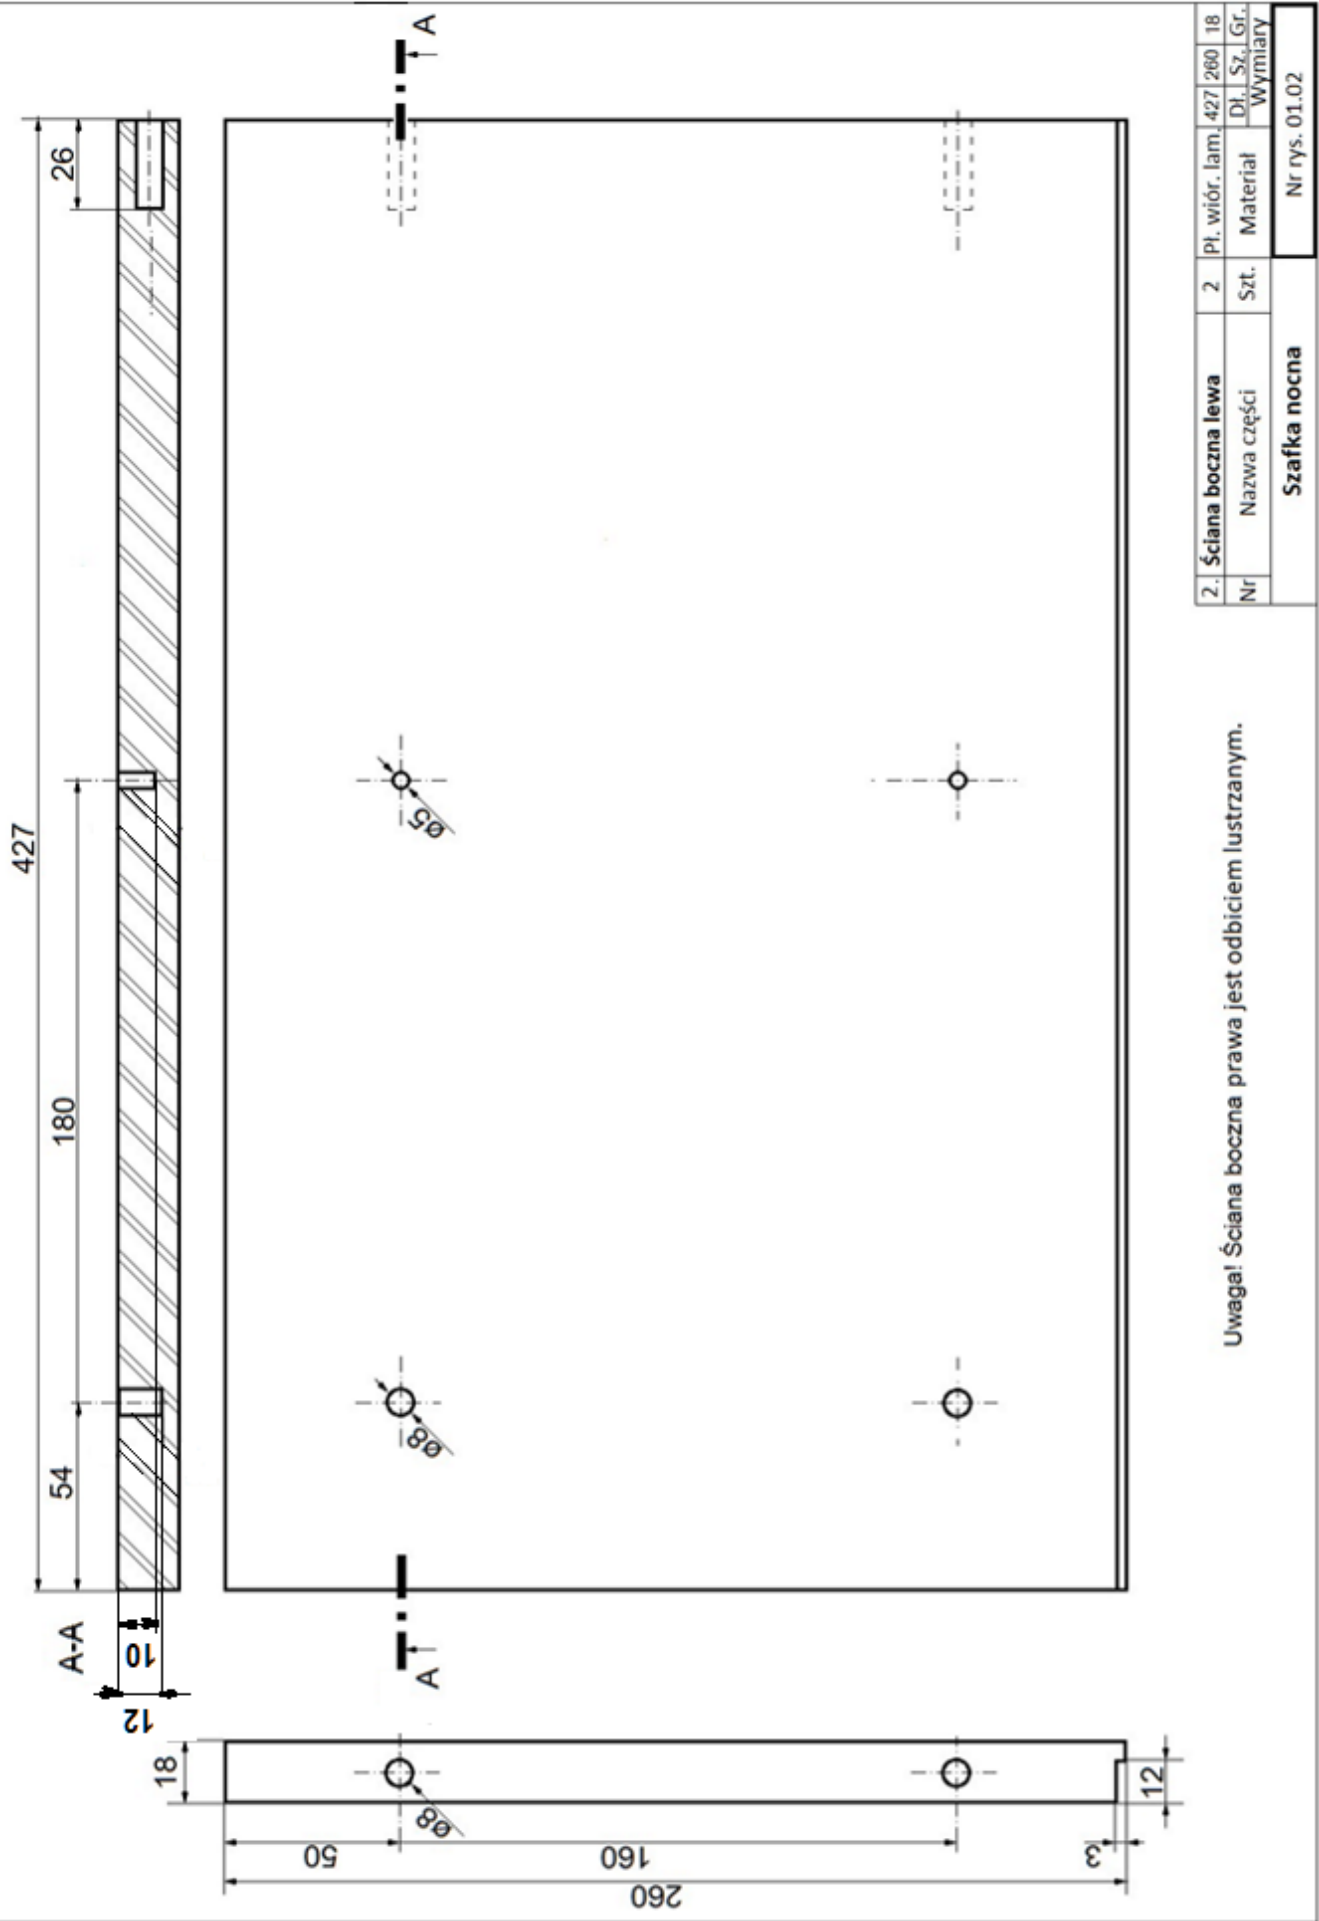 427
26
180
54
A-A
10
12
A
A
ø5
ø8
18
ø8
50
160
260
3
12
Uwaga! Ściana boczna prawa jest odbiciem lustrzanym.
2. Ściana boczna lewa 2 Pł. wiór. lam. 427 260 18
Nr Nazwa części Szt. Materiał Dł. Sz. Gr.
Wymiary
Szafka nocna Nr rys. 01.02